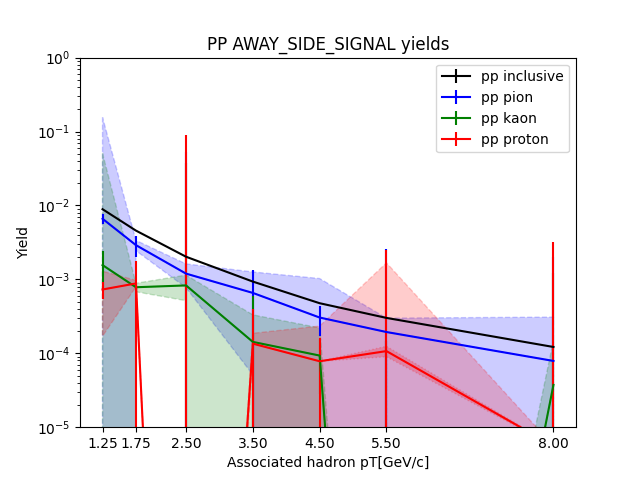 PP AWAY_SIDE_SIGNAL yields
pp inclusive
pp pion
pp kaon
pp proton
10^0
10^-1
10^-2
10^-3
10^-4
10^-5
Yield
1.25 1.75 2.50 3.50 4.50 5.50 8.00
Associated hadron pT[GeV/c]